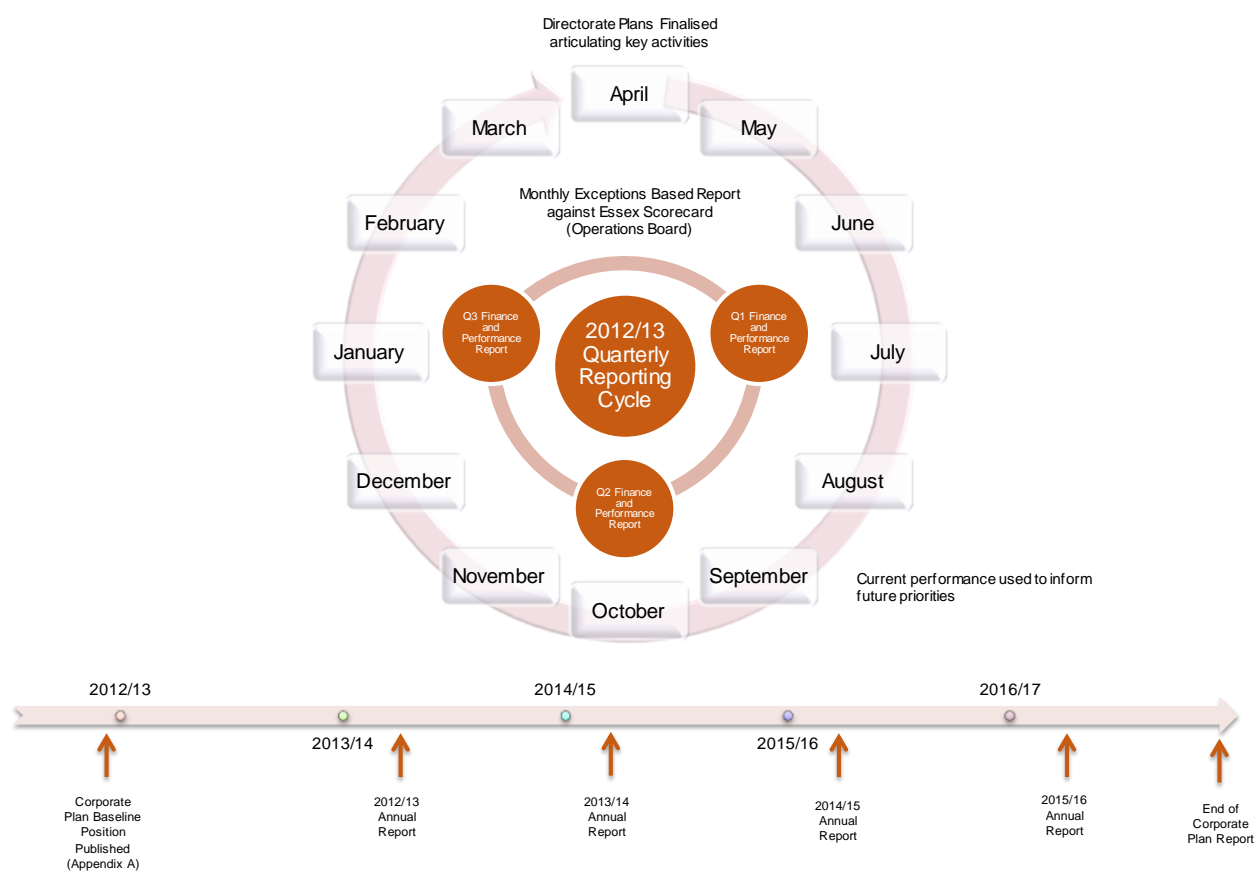 Directorate Plans Finalised
articulating key activities
April
May
June
July
August
September
October
November
December
January
February
March
Monthly Exceptions Based Report
against Essex Scorecard
(Operations Board)
2012/13
Quarterly
Reporting
Cycle
Q1 Finance
and
Performance
Report
Q2 Finance
and
Performance
Report
Q3 Finance
and
Performance
Report
Current performance used to inform
future priorities
2012/13
2013/14
2014/15
2015/16
2016/17
Corporate
Plan Baseline
Position
Published
(Appendix A)
2012/13
Annual
Report
2013/14
Annual
Report
2014/15
Annual
Report
2015/16
Annual
Report
End of
Corporate
Plan Report